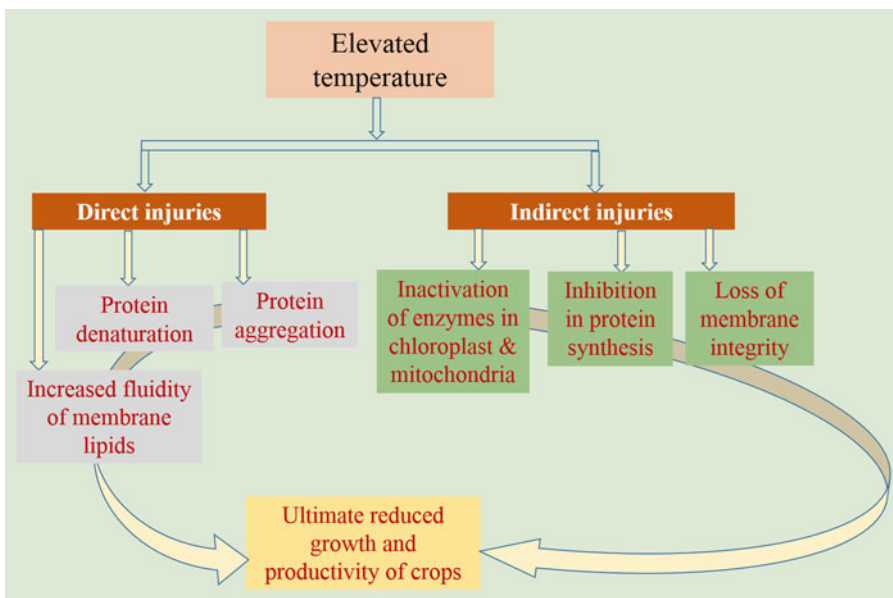 Elevated
temperature
Direct injuries
Indirect injuries
Protein
denaturation
Protein
aggregation
Increased fluidity
of membrane
lipids
Inactivation
of enzymes in
chloroplast &
mitochondria
Inhibition
in protein
synthesis
Loss of
membrane
integrity
Ultimate reduced
growth and
productivity of crops